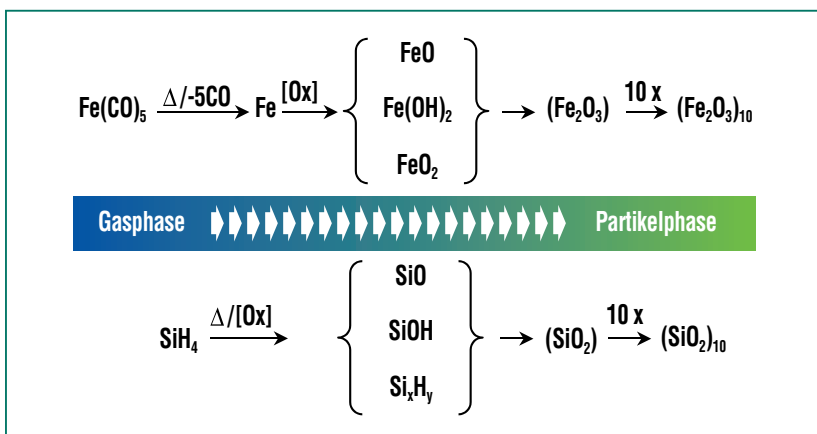 FeO
Fe(CO)₅ Δ/-5CO Fe [Ox] Fe(OH)₂ (Fe₂O₃) 10 x (Fe₂O₃)₁₀
FeO₂
Gasphase Partikelphase
SiO
SiH₄ Δ/[Ox] SiOH (SiO₂) 10 x (SiO₂)₁₀
SiₓHᵧ